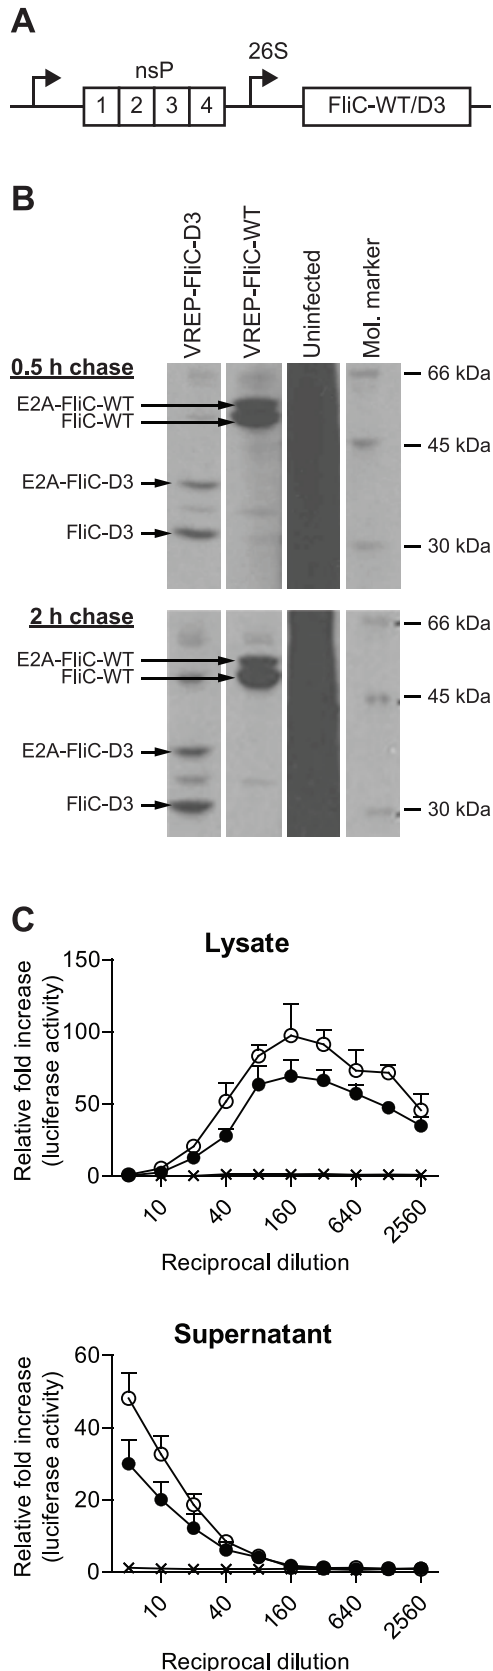 A
nsP
26S
1 2 3 4
FliC-WT/D3
B
VREP-FliC-D3
VREP-FliC-WT
Uninfected
Mol. marker
0.5 h chase
66 kDa
E2A-FliC-WT
FliC-WT
45 kDa
E2A-FliC-D3
FliC-D3
30 kDa
2 h chase
66 kDa
E2A-FliC-WT
FliC-WT
45 kDa
E2A-FliC-D3
FliC-D3
30 kDa
C
Lysate
Relative fold increase
(luciferase activity)
150
100
50
0
10 40 160 640 2560
Reciprocal dilution
Supernatant
Relative fold increase
(luciferase activity)
60
40
20
0
10 40 160 640 2560
Reciprocal dilution